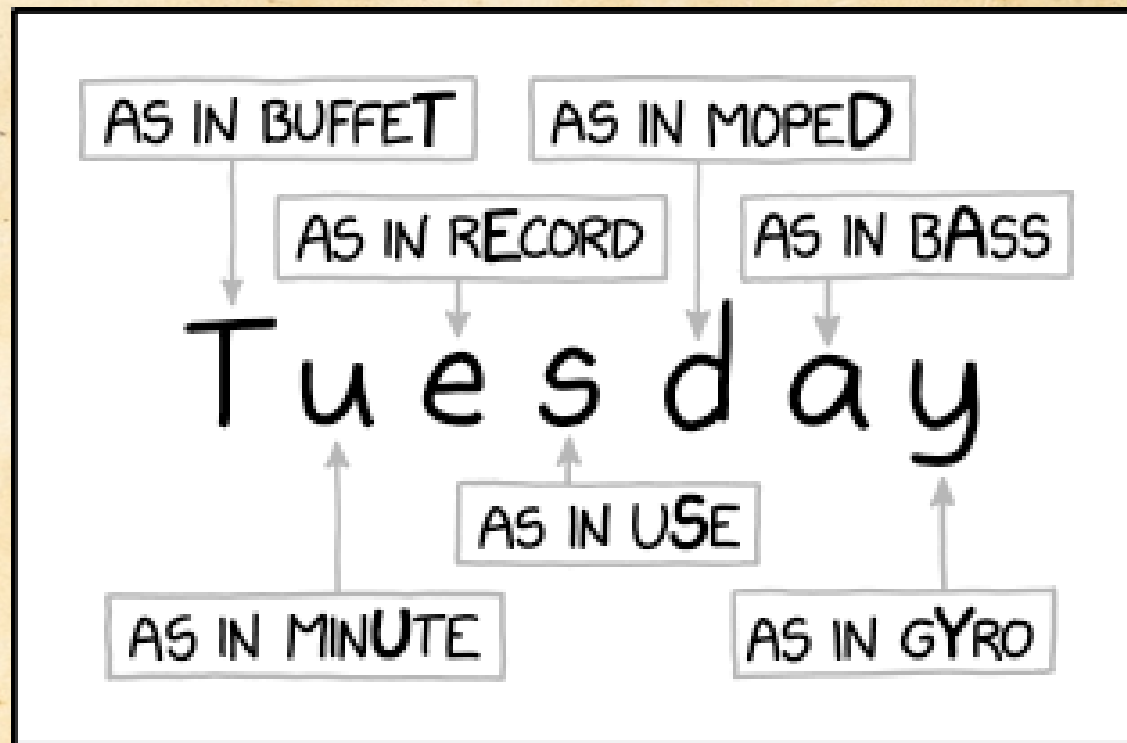 AS IN BUFFET
AS IN MOPED
AS IN RECORD
AS IN BASS
Tuesday
AS IN USE
AS IN MINUTE
AS IN GYRO